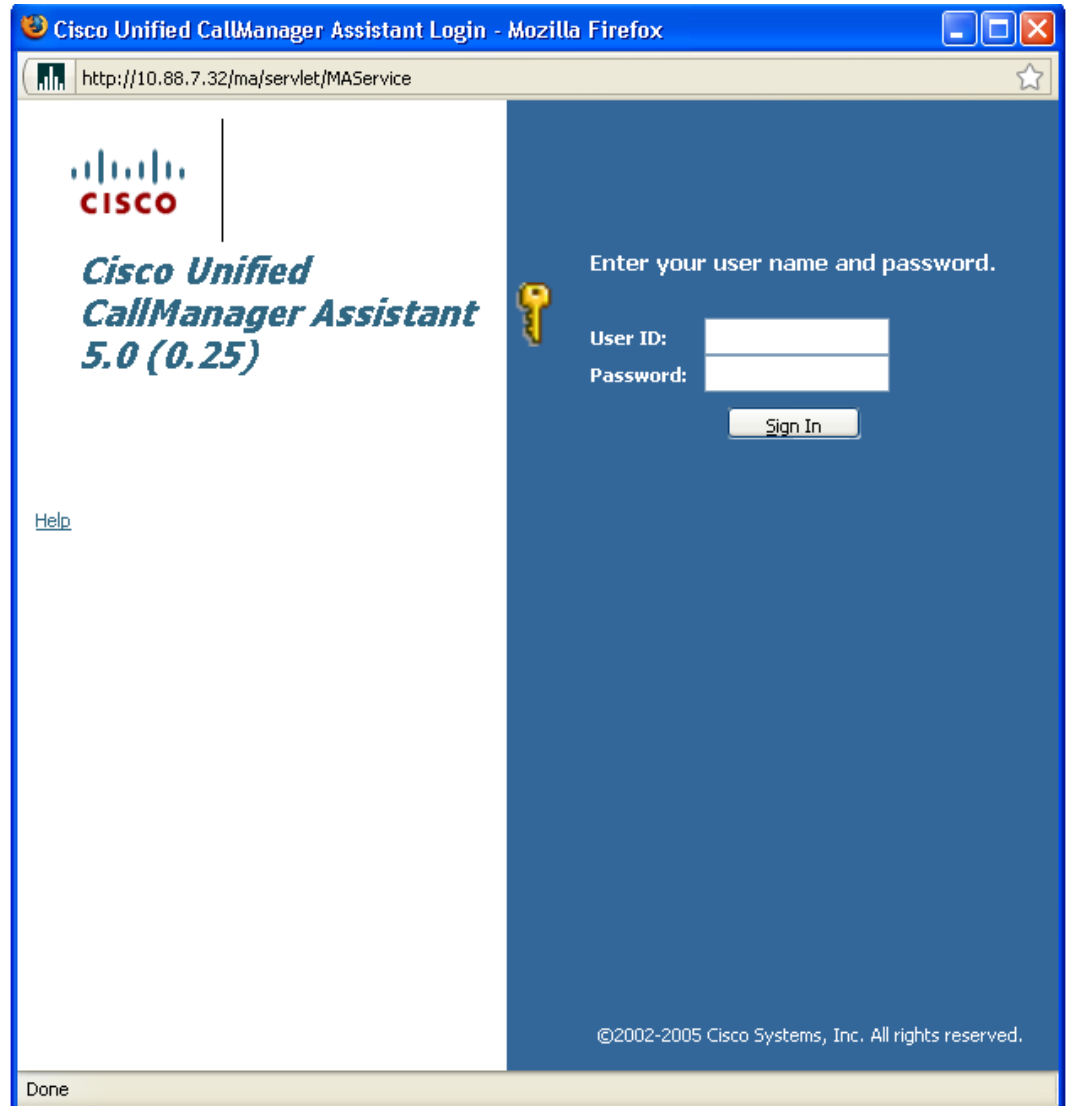 Cisco Unified CallManager Assistant Login - Mozilla Firefox
http://10.88.7.32/ma/servlet/MAService
CISCO
Cisco Unified
CallManager Assistant
5.0 (0.25)
Help
Enter your user name and password.
User ID:
Password:
Sign In
©2002-2005 Cisco Systems, Inc. All rights reserved.
Done